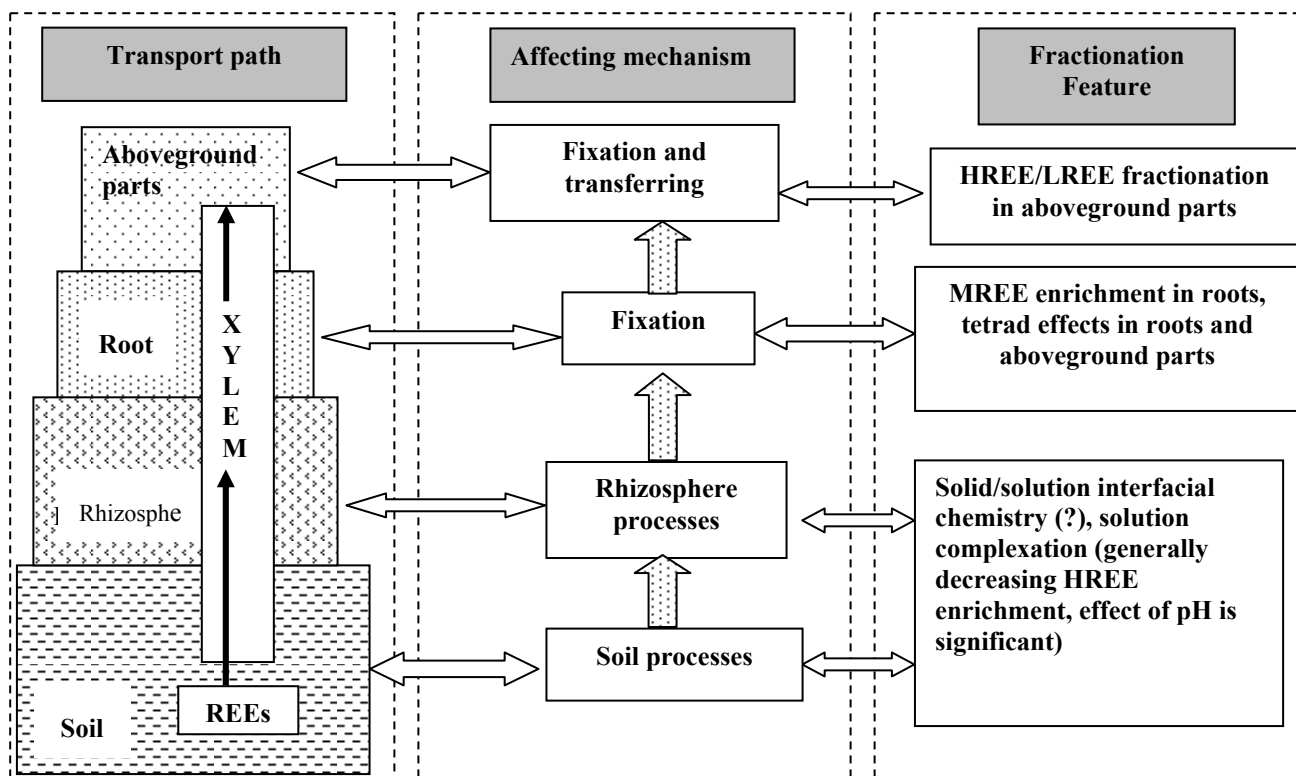 Transport path
Aboveground
parts
Root
X
Y
L
E
M
Rhizosphe
REEs
Soil
Affecting mechanism
Fixation and
transferring
Fixation
Rhizosphere
processes
Soil processes
Fractionation
Feature
HREE/LREE fractionation
in aboveground parts
MREE enrichment in roots,
tetrad effects in roots and
aboveground parts
Solid/solution interfacial
chemistry (?), solution
complexation (generally
decreasing HREE
enrichment, effect of pH is
significant)